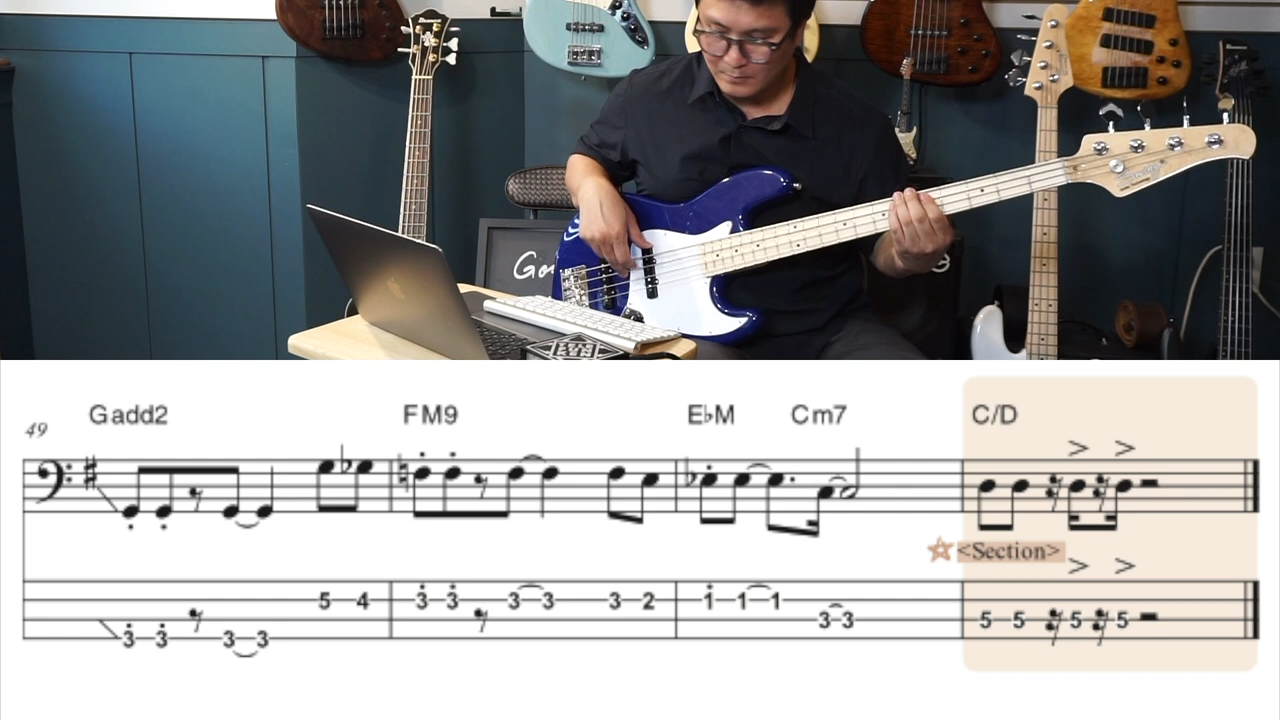 Go
Gadd2 FM9 E♭M Cm7 C/D
49
<Section>
5 4 3 3 3 3 3 2 1 1 1
3 3 5 5 5 5
3 3 3 3